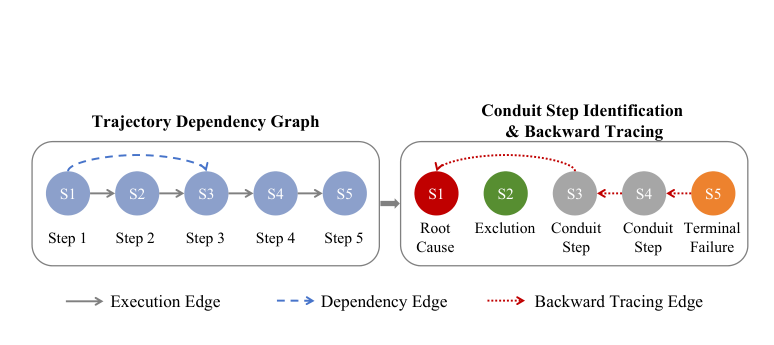 Trajectory Dependency Graph
S1
S2
S3
S4
S5
Step 1
Step 2
Step 3
Step 4
Step 5
Conduit Step Identification
& Backward Tracing
S1
S2
S3
S4
S5
Root
Cause
Exclution
Conduit
Step
Conduit
Step
Terminal
Failure
Execution Edge
Dependency Edge
Backward Tracing Edge